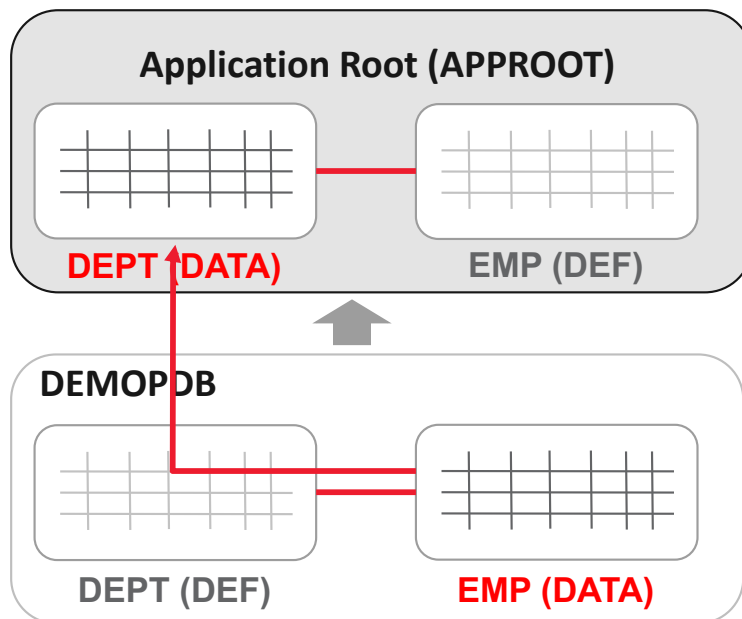 Application Root (APPROOT)
DEPT (DATA)
EMP (DEF)
DEMOPDB
DEPT (DEF)
EMP (DATA)